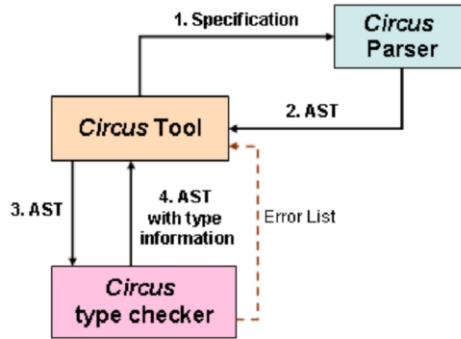 1. Specification
Circus
Parser
2. AST
Circus Tool
3. AST
4. AST
with type
information
Error List
Circus
type checker